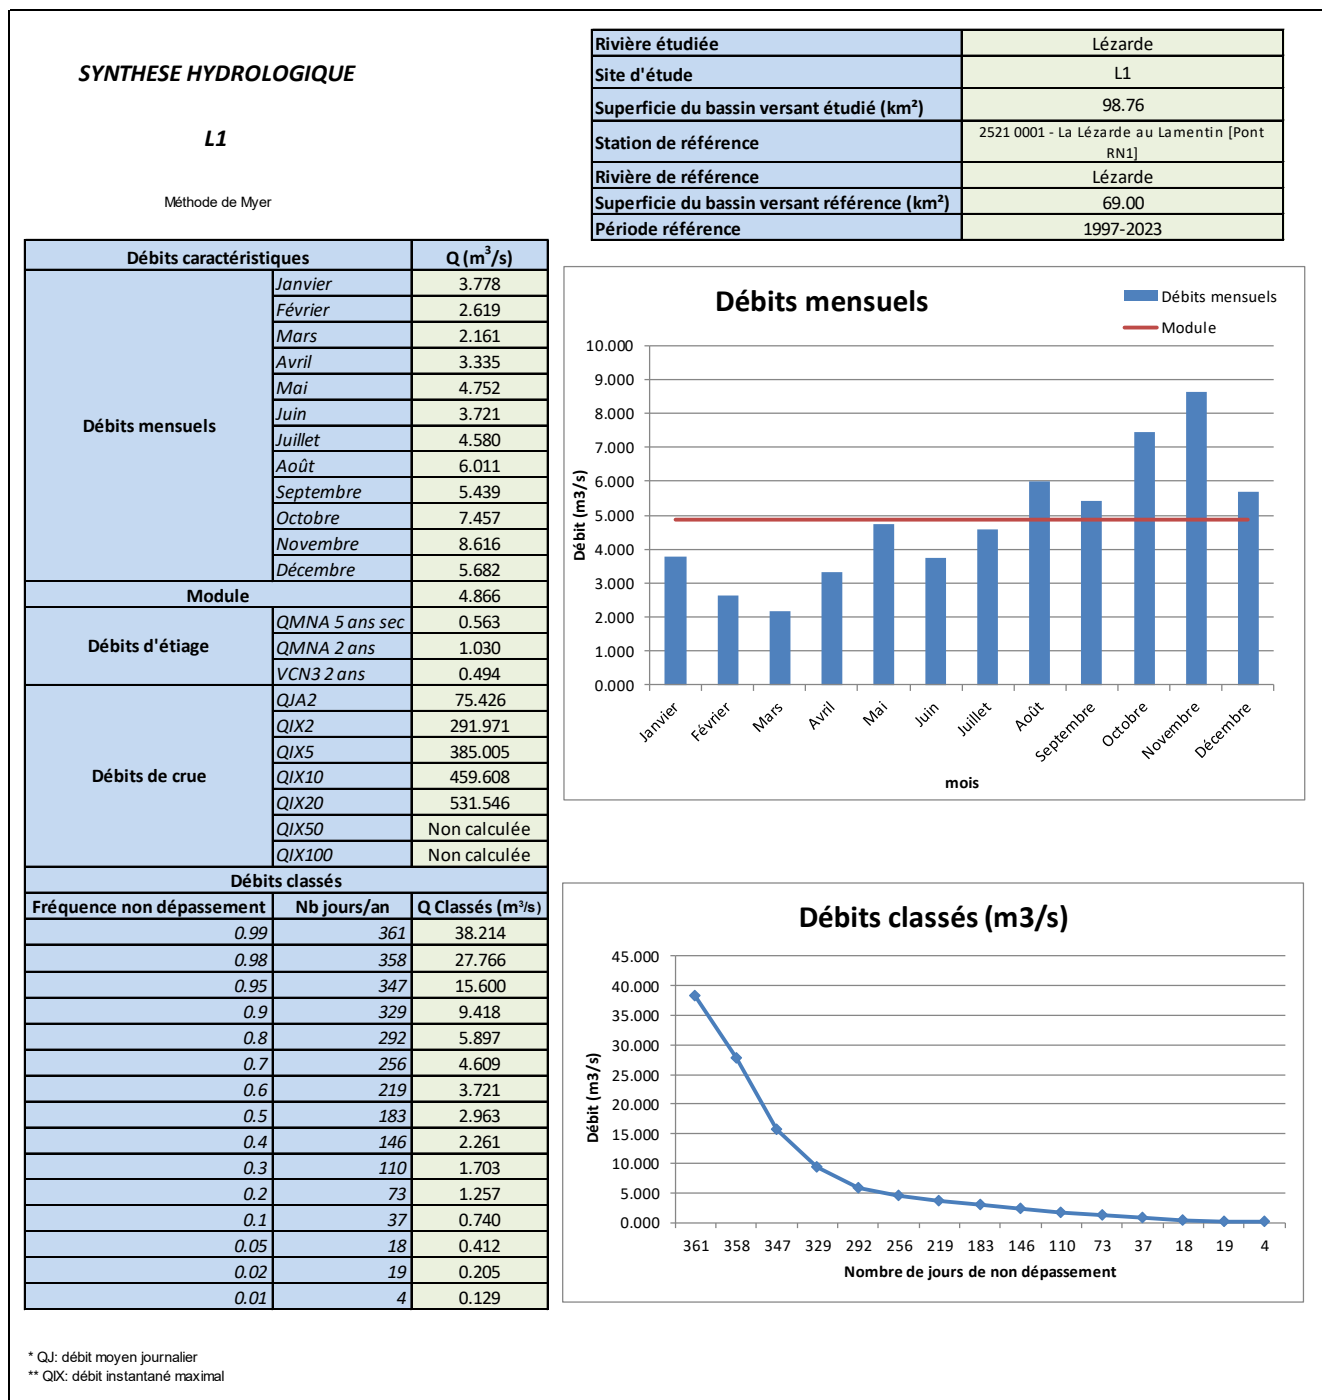 SYNTHESE HYDROLOGIQUE
L1
Méthode de Myer
Rivière étudiée Lézarde
Site d'étude L1
Superficie du bassin versant étudié (km²) 98.76
Station de référence 2521 0001 - La Lézarde au Lamentin [Pont
RN1]
Rivière de référence Lézarde
Superficie du bassin versant référence (km²) 69.00
Période référence 1997-2023
Débits caractéristiques Q (m³/s)
Débits mensuels
Janvier 3.778
Février 2.619
Mars 2.161
Avril 3.335
Mai 4.752
Juin 3.721
Juillet 4.580
Août 6.011
Septembre 5.439
Octobre 7.457
Novembre 8.616
Décembre 5.682
Module 4.866
Débits d'étiage
QMNA 5 ans sec 0.563
QMNA 2 ans 1.030
VCN3 2 ans 0.494
Débits de crue
QJA2 75.426
QIX2 291.971
QIX5 385.005
QIX10 459.608
QIX20 531.546
QIX50 Non calculée
QIX100 Non calculée
Débits classés
Fréquence non dépassement Nb jours/an Q Classés (m³/s)
0.99 361 38.214
0.98 358 27.766
0.95 347 15.600
0.9 329 9.418
0.8 292 5.897
0.7 256 4.609
0.6 219 3.721
0.5 183 2.963
0.4 146 2.261
0.3 110 1.703
0.2 73 1.257
0.1 37 0.740
0.05 18 0.412
0.02 19 0.205
0.01 4 0.129
* QJ: débit moyen journalier
** QIX: débit instantané maximal
Débits mensuels
Débits mensuels
Module
Débit (m3/s)
10.000
9.000
8.000
7.000
6.000
5.000
4.000
3.000
2.000
1.000
0.000
Janvier Février Mars Avril Mai Juin Juillet Août Septembre Octobre Novembre Décembre
mois
Débits classés (m3/s)
Débit (m3/s)
45.000
40.000
35.000
30.000
25.000
20.000
15.000
10.000
5.000
0.000
361 358 347 329 292 256 219 183 146 110 73 37 18 19 4
Nombre de jours de non dépassement